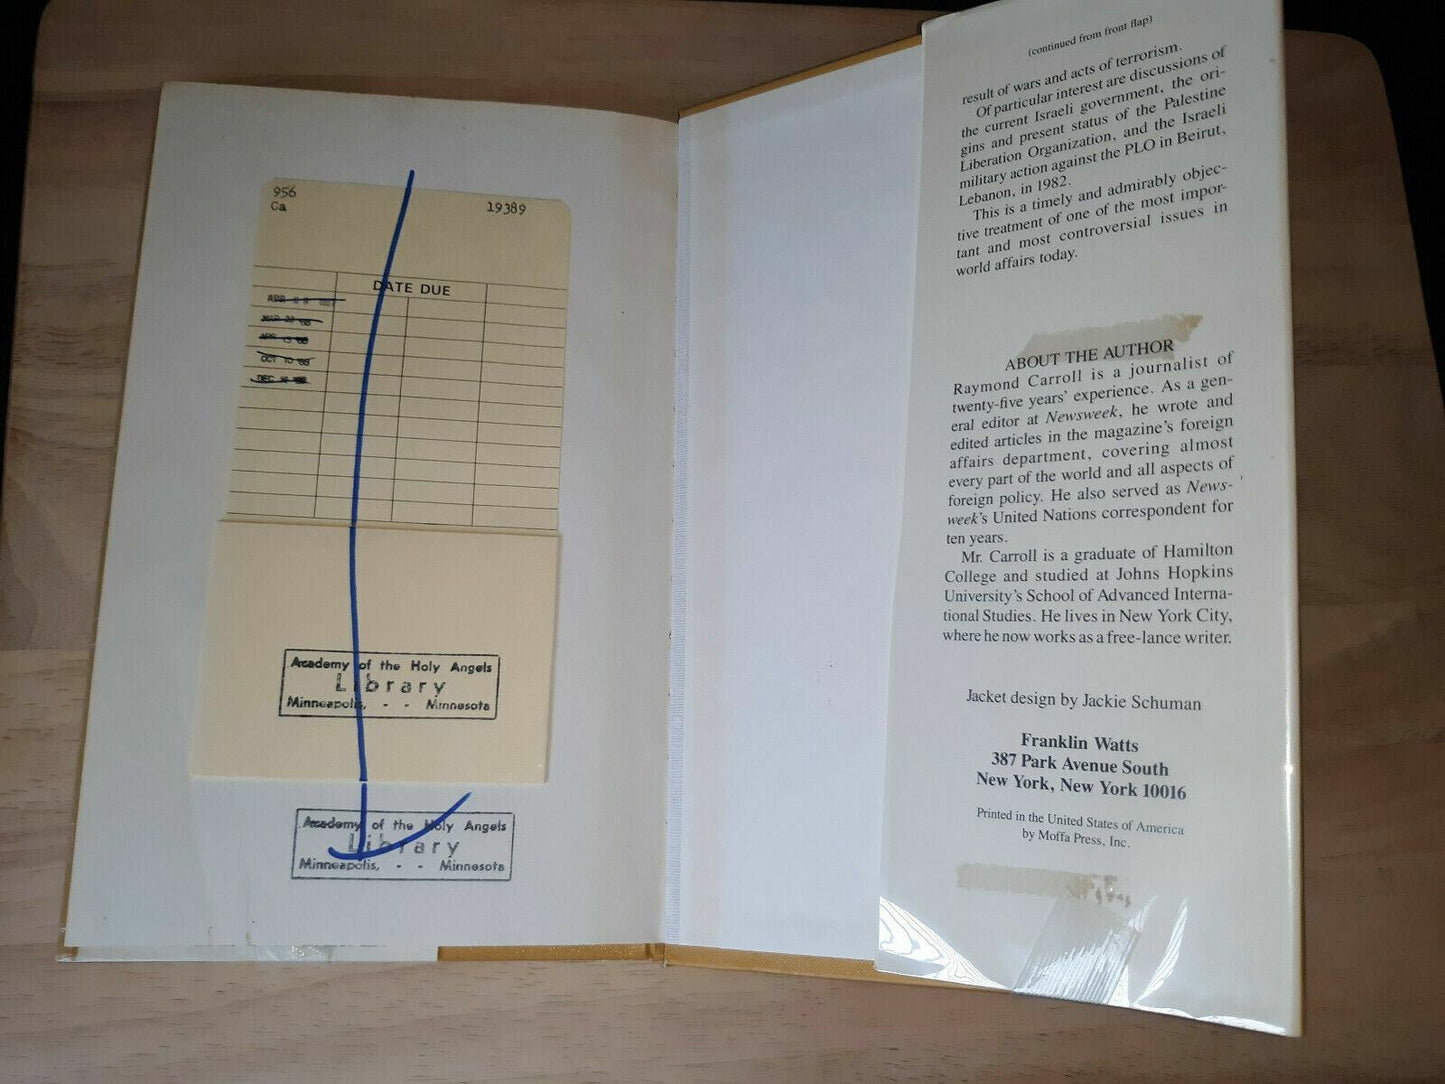 956
Ca
19389
DATE DUE
OCT 10
DEC
Academy of the Holy Angels
Library
Minneapolis, - - Minnesota
Academy of the Holy Angels
Library
Minneapolis, - - Minnesota
(continued from front flap)
result of wars and acts of terrorism.
Of particular interest are discussions of
the current Israeli government, the ori-
gins and present status of the Palestine
Liberation Organization, and the Israeli
military action against the PLO in Beirut,
Lebanon, in 1982.
This is a timely and admirably objec-
tive treatment of one of the most impor-
tant and most controversial issues in
world affairs today.
ABOUT THE AUTHOR
Raymond Carroll is a journalist of
twenty-five years' experience. As a gen-
eral editor at Newsweek, he wrote and
edited articles in the magazine's foreign
affairs department, covering almost
every part of the world and all aspects of
foreign policy. He also served as News-
week's United Nations correspondent for
ten years.
Mr. Carroll is a graduate of Hamilton
College and studied at Johns Hopkins
University's School of Advanced Interna-
tional Studies. He lives in New York City,
where he now works as a free-lance writer.
Jacket design by Jackie Schuman
Franklin Watts
387 Park Avenue South
New York, New York 10016
Printed in the United States of America
by Moffa Press, Inc.